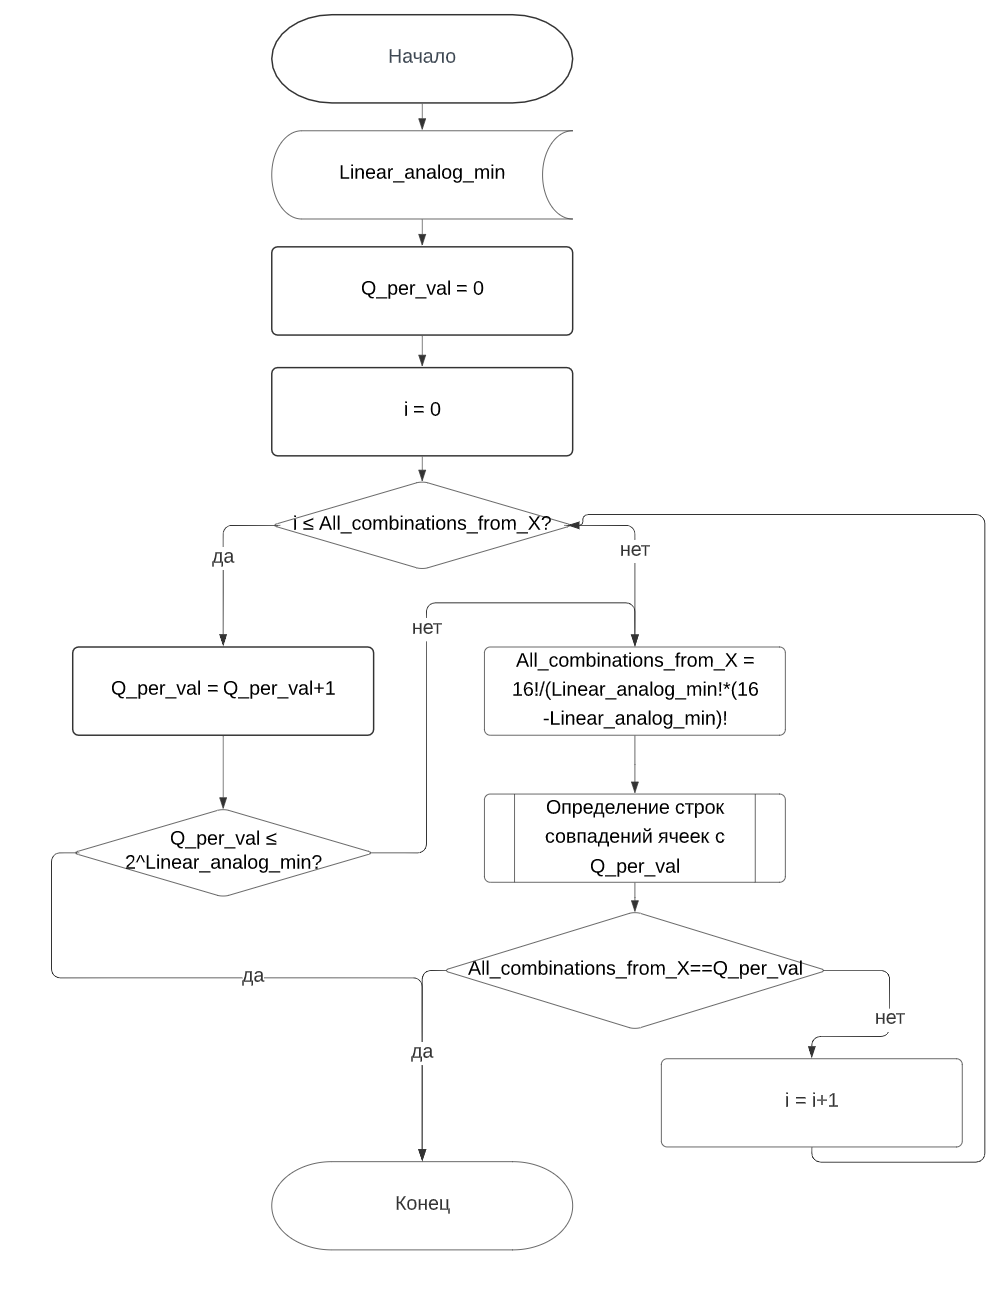 Начало
Linear_analog_min
Q_per_val = 0
i = 0
i ≤ All_combinations_from_X?
да
нет
нет
Q_per_val = Q_per_val+1
All_combinations_from_X =
16!/(Linear_analog_min!*(16
-Linear_analog_min)!
Q_per_val ≤
2^Linear_analog_min?
Определение строк
совпадений ячеек с
Q_per_val
да
All_combinations_from_X==Q_per_val
нет
да
i = i+1
Конец